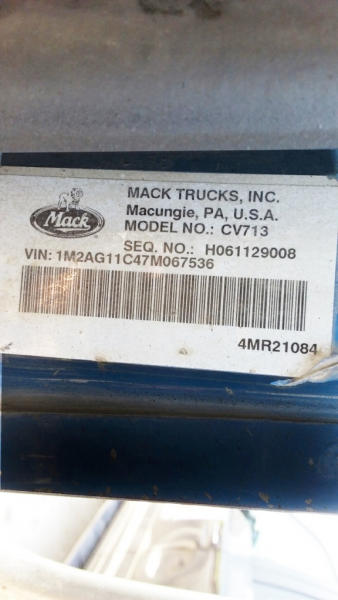 Mack
MACK TRUCKS, INC.
Macungie, PA, U.S.A.
MODEL NO.: CV713
SEQ. NO.: H061129008
VIN: 1M2AG11C47M067536
4MR21084